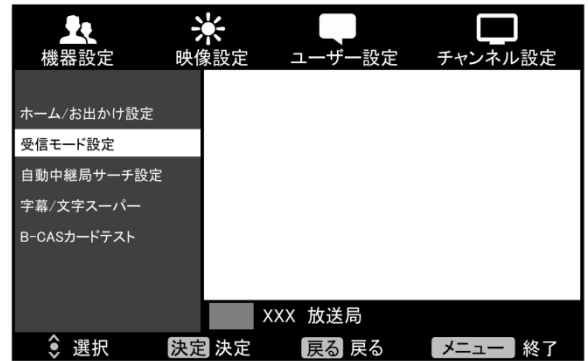 機器設定 映像設定 ユーザー設定 チャンネル設定
ホーム/お出かけ設定
受信モード設定
自動中継局サーチ設定
字幕/文字スーパー
B-CASカードテスト
XXX 放送局
選択 決定 決定 戻る 戻る メニュー 終了